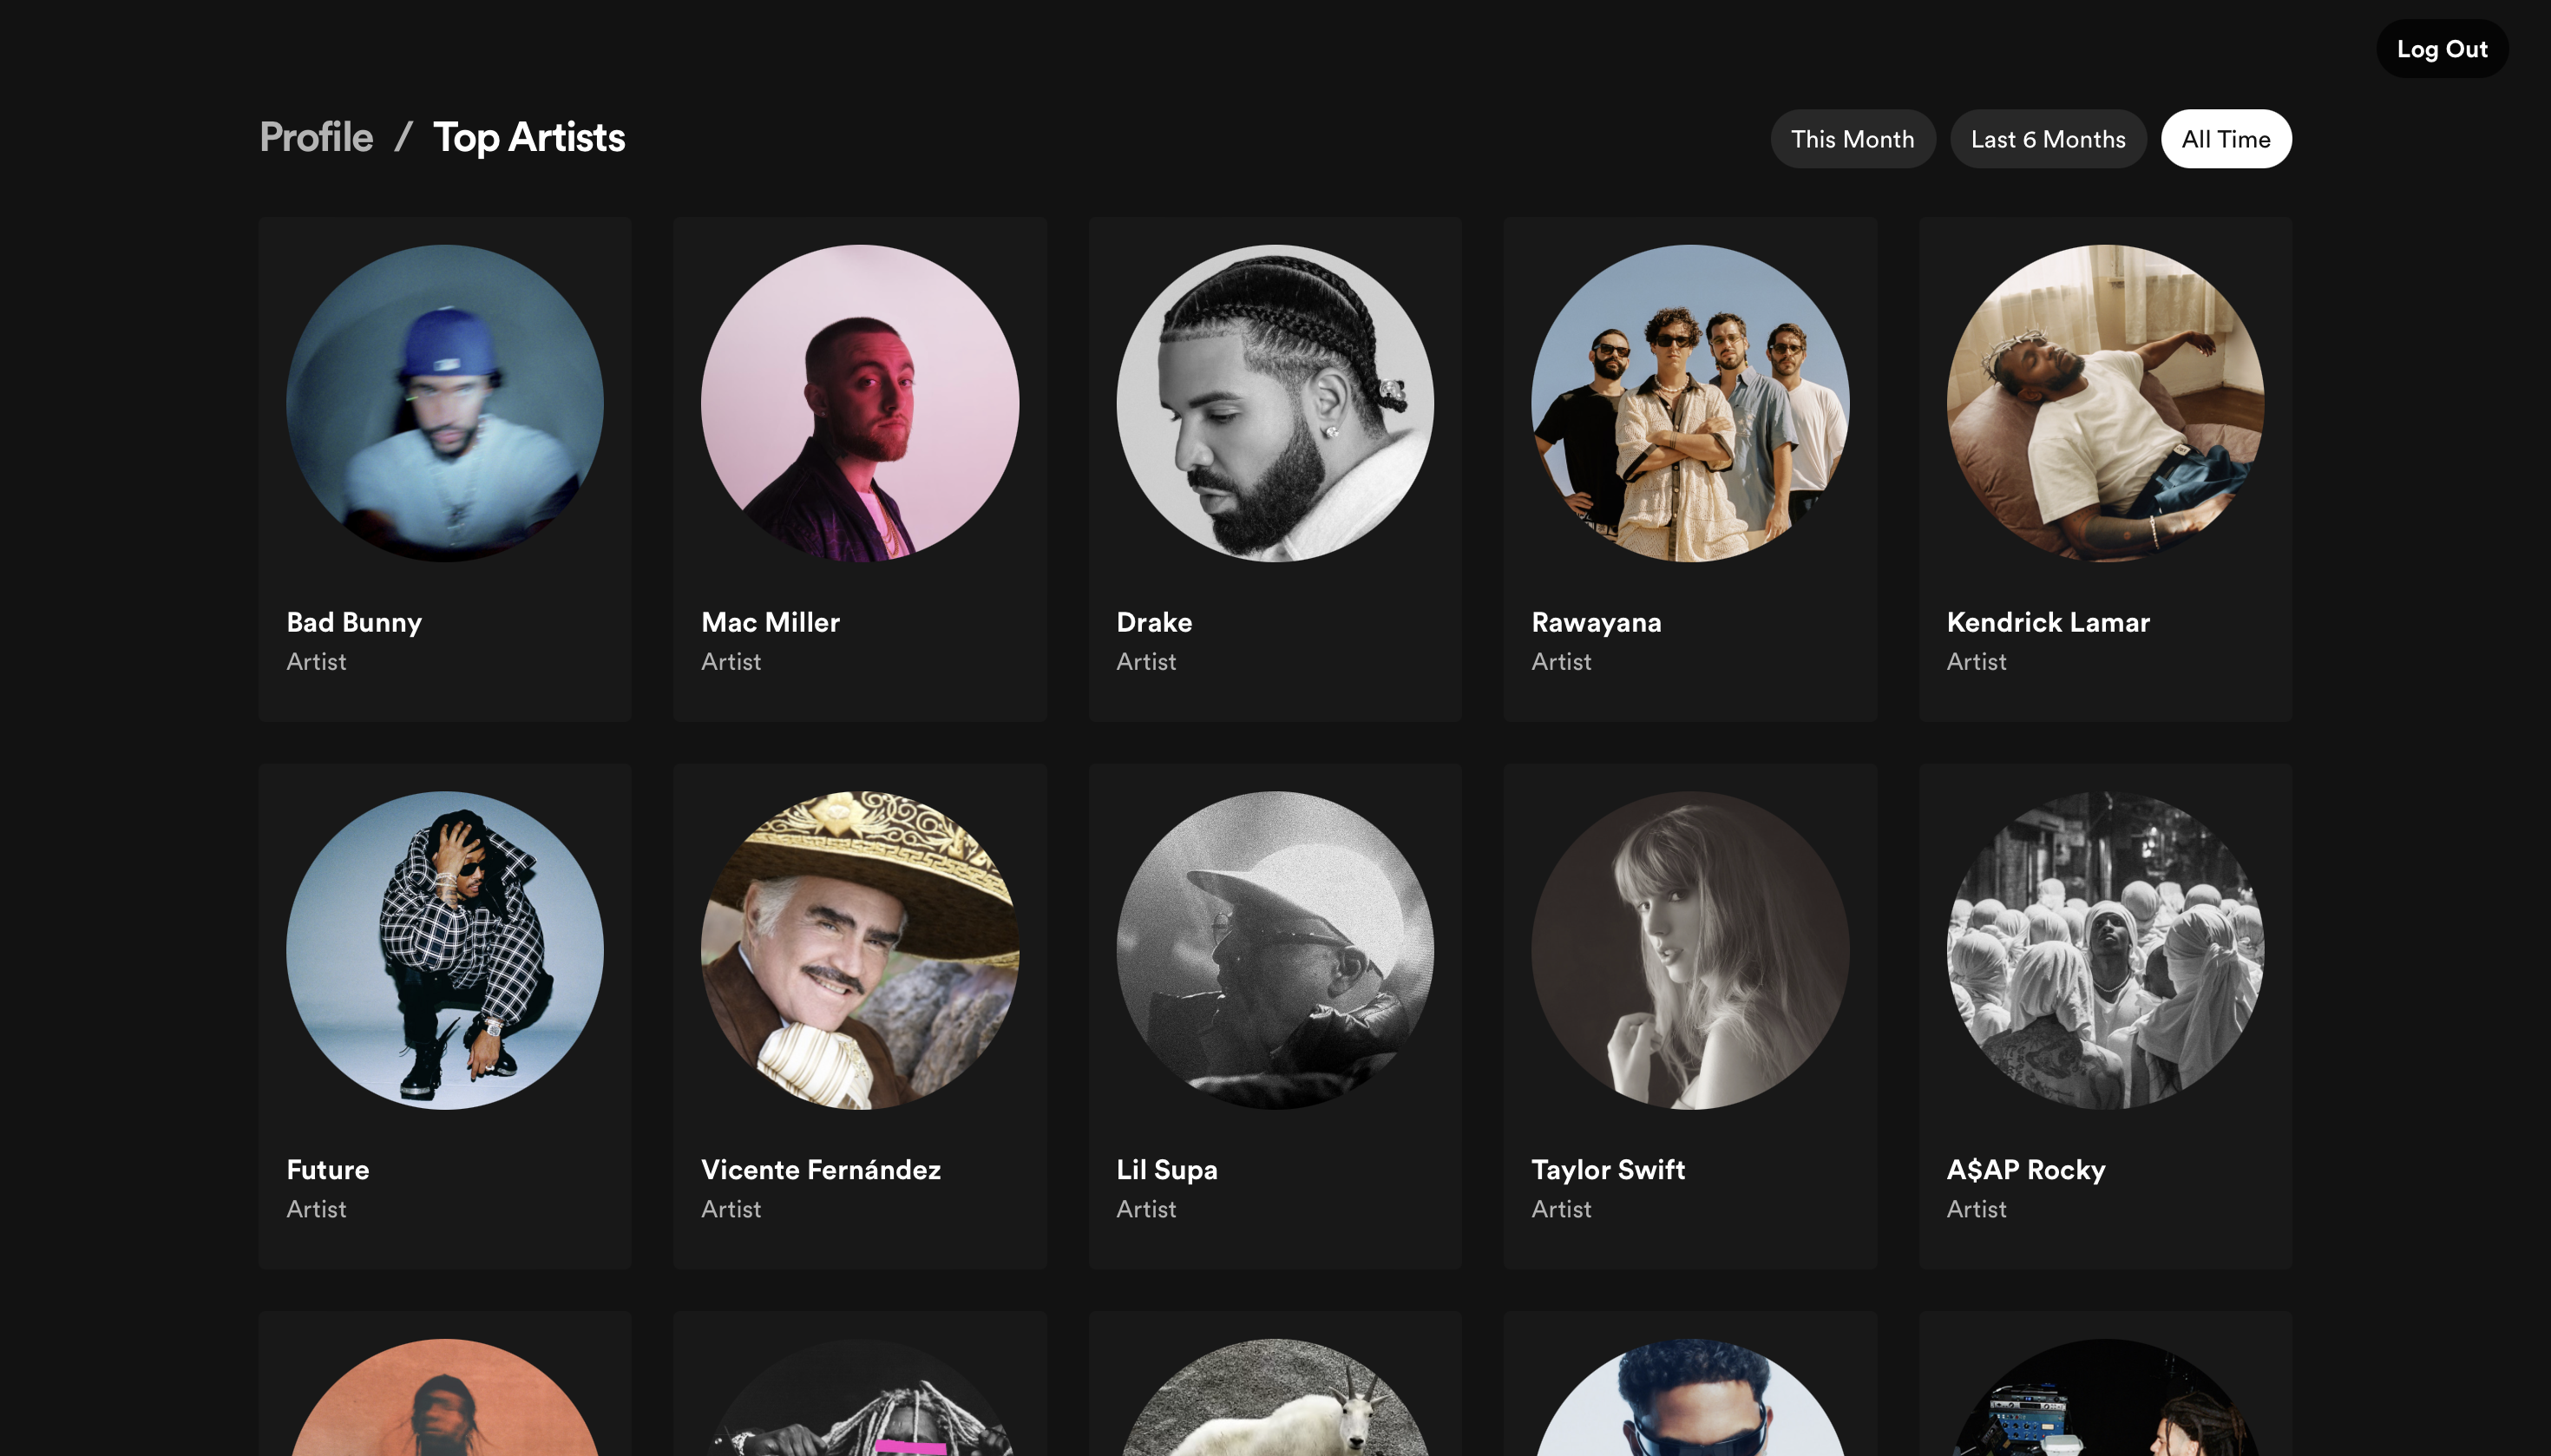 Log Out
Profile / Top Artists
This Month
Last 6 Months
All Time
Bad Bunny
Artist
Mac Miller
Artist
Drake
Artist
Rawayana
Artist
Kendrick Lamar
Artist
Future
Artist
Vicente Fernández
Artist
Lil Supa
Artist
Taylor Swift
Artist
A$AP Rocky
Artist